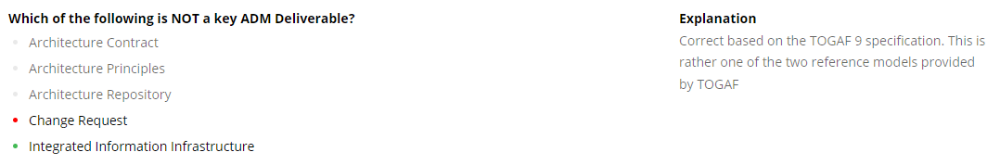 Which of the following is NOT a key ADM Deliverable?
Architecture Contract
Architecture Principles
Architecture Repository
Change Request
Integrated Information Infrastructure
Explanation
Correct based on the TOGAF 9 specification. This is
rather one of the two reference models provided
by TOGAF